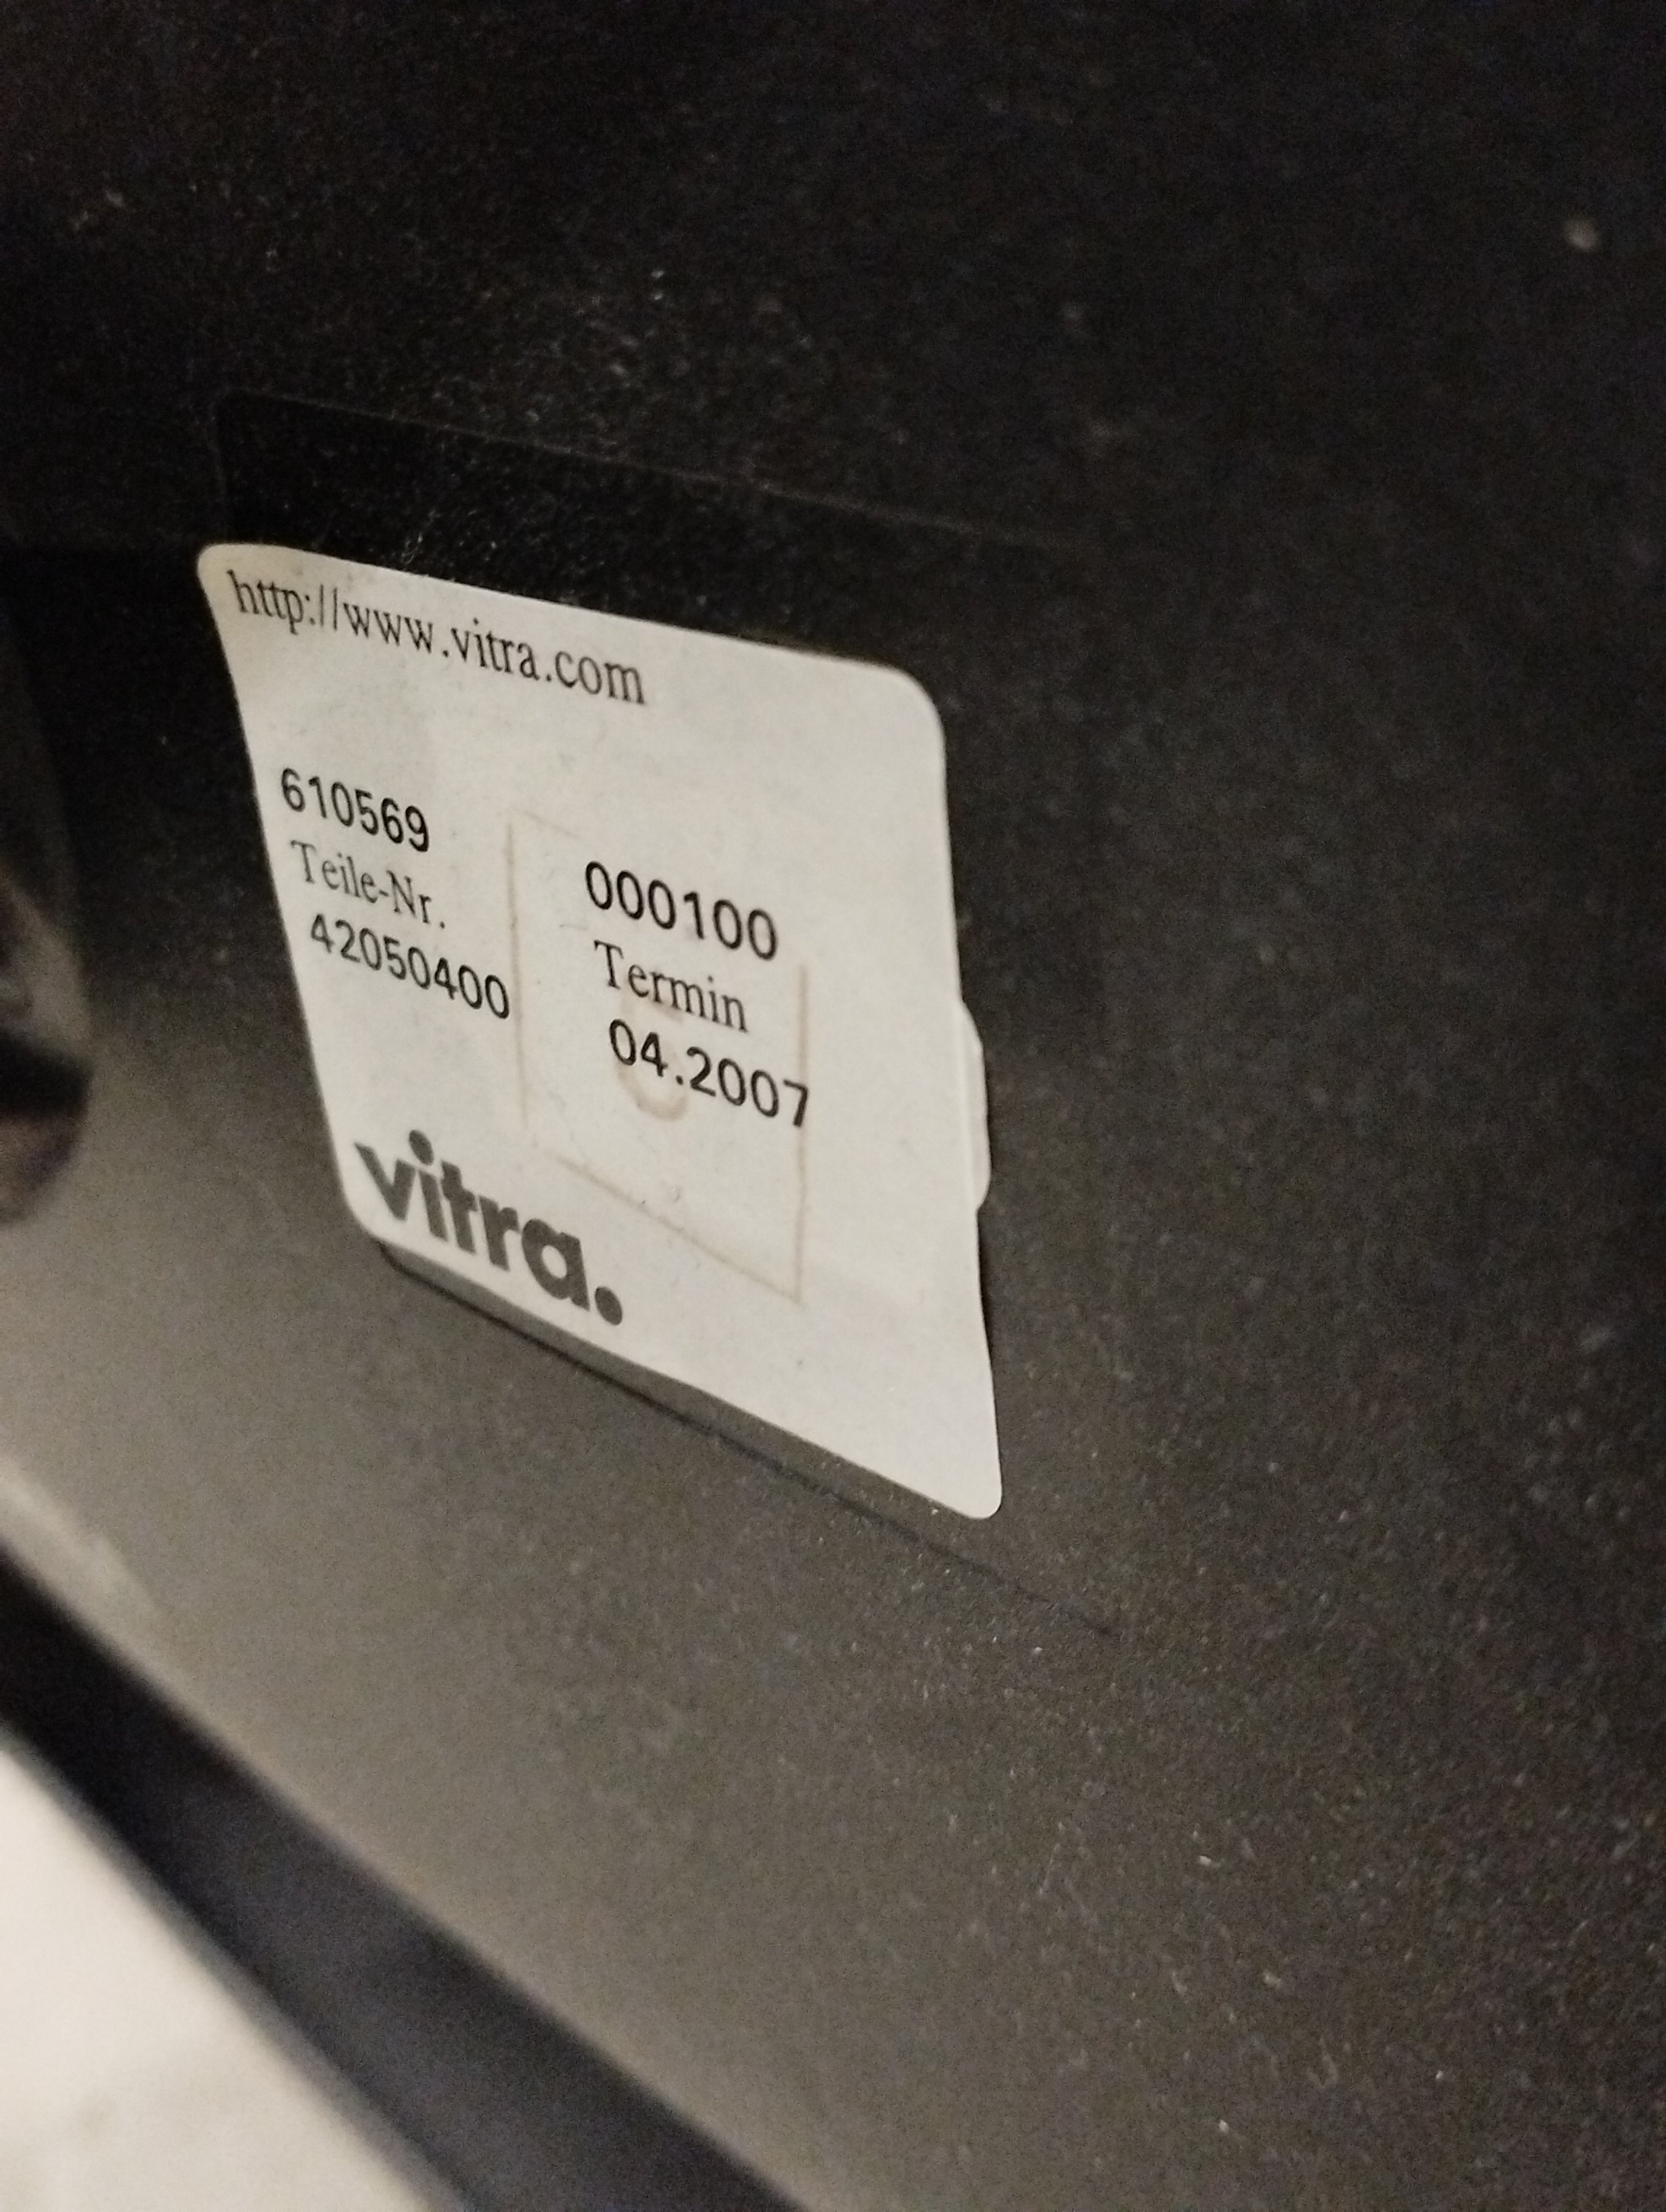 http://www.vitra.com
610569 000100
Teile-Nr. Termin
42050400 04.2007
vitra.